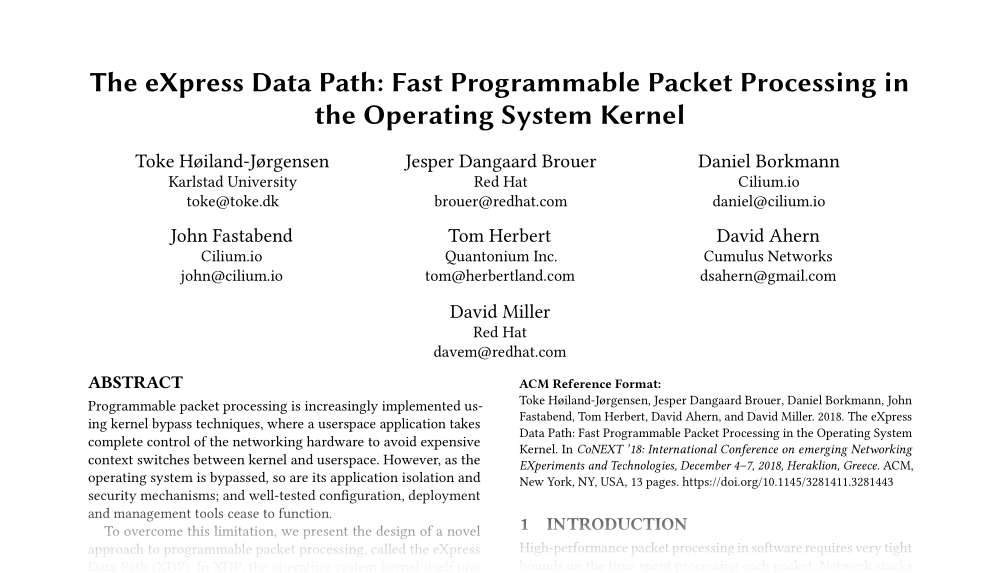 The eXpress Data Path: Fast Programmable Packet Processing in
the Operating System Kernel
Toke Høiland-Jørgensen
Karlstad University
toke@toke.dk
Jesper Dangaard Brouer
Red Hat
brouer@redhat.com
Daniel Borkmann
Cilium.io
daniel@cilium.io
John Fastabend
Cilium.io
john@cilium.io
Tom Herbert
Quantonium Inc.
tom@herbertland.com
David Ahern
Cumulus Networks
dsahern@gmail.com
David Miller
Red Hat
davem@redhat.com
ABSTRACT
Programmable packet processing is increasingly implemented us-
ing kernel bypass techniques, where a userspace application takes
complete control of the networking hardware to avoid expensive
context switches between kernel and userspace. However, as the
operating system is bypassed, so are its application isolation and
security mechanisms; and well-tested configuration, deployment
and management tools cease to function.
To overcome this limitation, we present the design of a novel
approach to programmable packet processing, called the eXpress
Data Path (XDP). In XDP, the operating system kernel itself pro-
ACM Reference Format:
Toke Høiland-Jørgensen, Jesper Dangaard Brouer, Daniel Borkmann, John
Fastabend, Tom Herbert, David Ahern, and David Miller. 2018. The eXpress
Data Path: Fast Programmable Packet Processing in the Operating System
Kernel. In CoNEXT '18: International Conference on emerging Networking
EXperiments and Technologies, December 4–7, 2018, Heraklion, Greece. ACM,
New York, NY, USA, 13 pages. https://doi.org/10.1145/3281411.3281443
1 INTRODUCTION
High-performance packet processing in software requires very tight
bounds on the time spent processing each packet. Network stacks